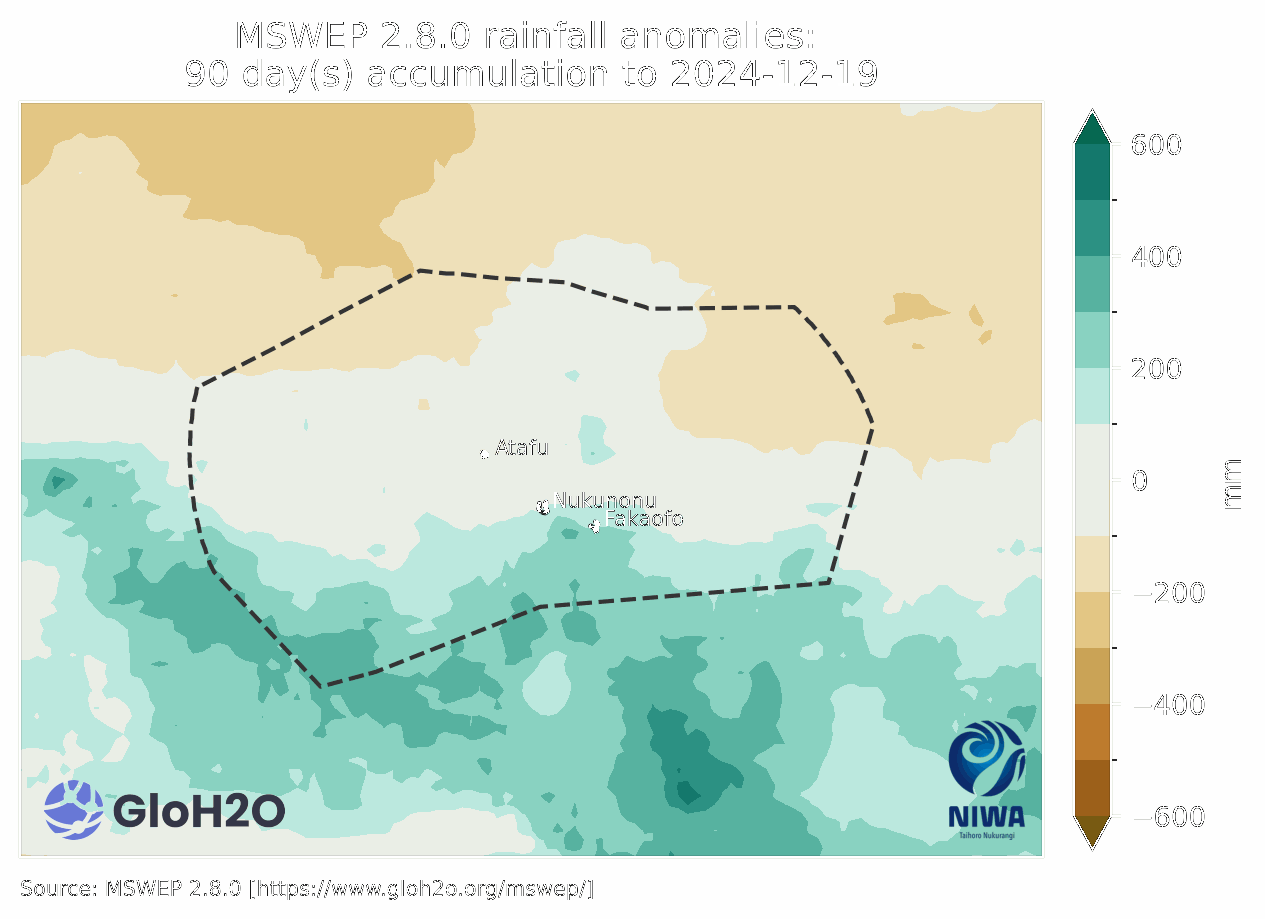 MSWEP 2.8.0 rainfall anomalies:
90 day(s) accumulation to 2024-12-19
600
400
200
0
−200
−400
−600
mm
Atafu
Nukunonu
Fakaofo
GloH2O
NIWA
Taihoro Nukurangi
Source: MSWEP 2.8.0 [https://www.gloh2o.org/mswep/]